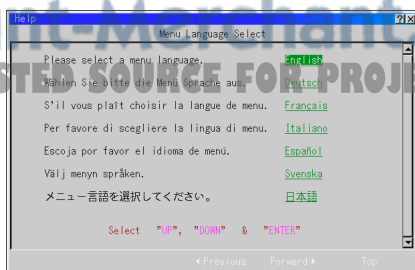 Help
Menu Language Select
Please select a menu language. English
Wählen Sie bitte die Menü Sprache aus. Deutsch
S'il vous plaît choisir la langue de menu. Français
Per favore di scegliere la lingua di menu. Italiano
Escoja por favor el idioma de menú. Español
Välj menyn språken. Svenska
メニュー言語を選択してください。 日本語
Select "UP", "DOWN" & "ENTER"
Previous Forward Top